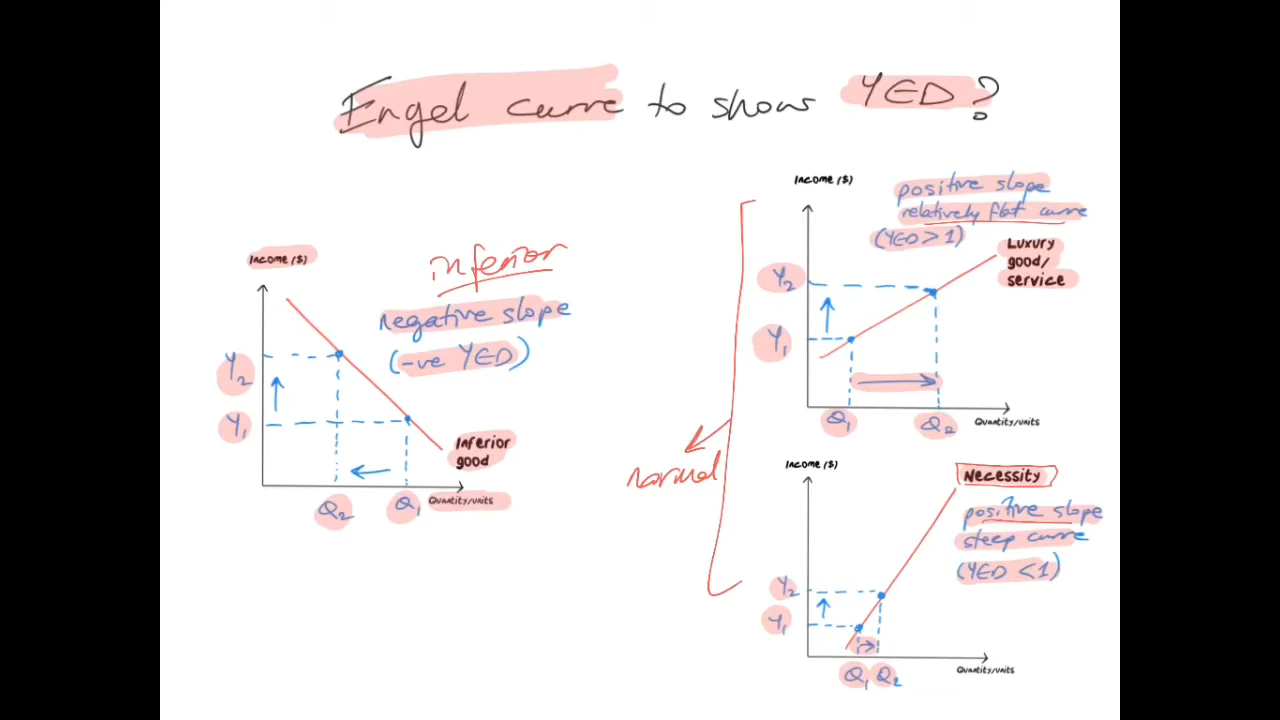 Engel curve to show YED?
Income ($)
inferior
negative slope
(-ve YED)
Y2
Y1
Inferior
good
Q2
Q1
Quantity/units
normal
Income ($)
positive slope
relatively flat curve
(YED > 1)
Luxury
good/
service
Y2
Y1
Q1
Q2
Quantity/units
Income ($)
Necessity
positive slope
steep curve
(YED < 1)
Y2
Y1
Q1 Q2
Quantity/units